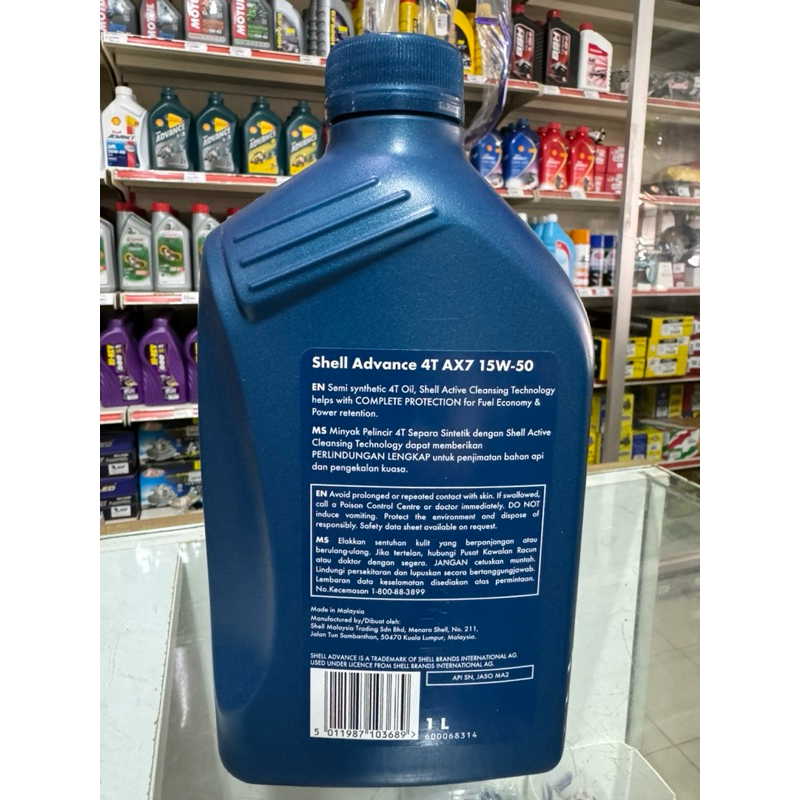 Shell Advance 4T AX7 15W-50
EN Semi synthetic 4T Oil, Shell Active Cleansing Technology
helps with COMPLETE PROTECTION for Fuel Economy &
Power retention.
MS Minyak Pelincir 4T Separa Sintetik dengan Shell Active
Cleansing Technology dapat memberikan
PERLINDUNGAN LENGKAP untuk penjimatan bahan api
dan pengekalan kuasa.
EN Avoid prolonged or repeated contact with skin. If swallowed,
call a Poison Control Centre or doctor immediately. DO NOT
induce vomiting. Protect the environment and dispose of
responsibly. Safety data sheet available on request.
MS Elakkan sentuhan kulit yang berpanjangan atau
berulang-ulang. Jika tertelan, hubungi Pusat Kawalan Racun
atau doktor dengan segera. JANGAN cetuskan muntah.
Lindungi persekitaran dan lupuskan secara bertanggungjawab.
Lembaran data keselamatan disediakan atas permintaan.
No.Kecemasan 1-800-88-3899
Made in Malaysia
Manufactured by/Dibuat oleh:
Shell Malaysia Trading Sdn Bhd, Menara Shell, No. 211,
Jalan Tun Sambanthan, 50470 Kuala Lumpur, Malaysia.
SHELL ADVANCE IS A TRADEMARK OF SHELL BRANDS INTERNATIONAL AG.
USED UNDER LICENCE FROM SHELL BRANDS INTERNATIONAL AG.
API SN, JASO MA2
5 011987 103689 >
1 L
600068314
MOTUL
ADVANCE
ADVANCE
ADVANCE
ADVANCE